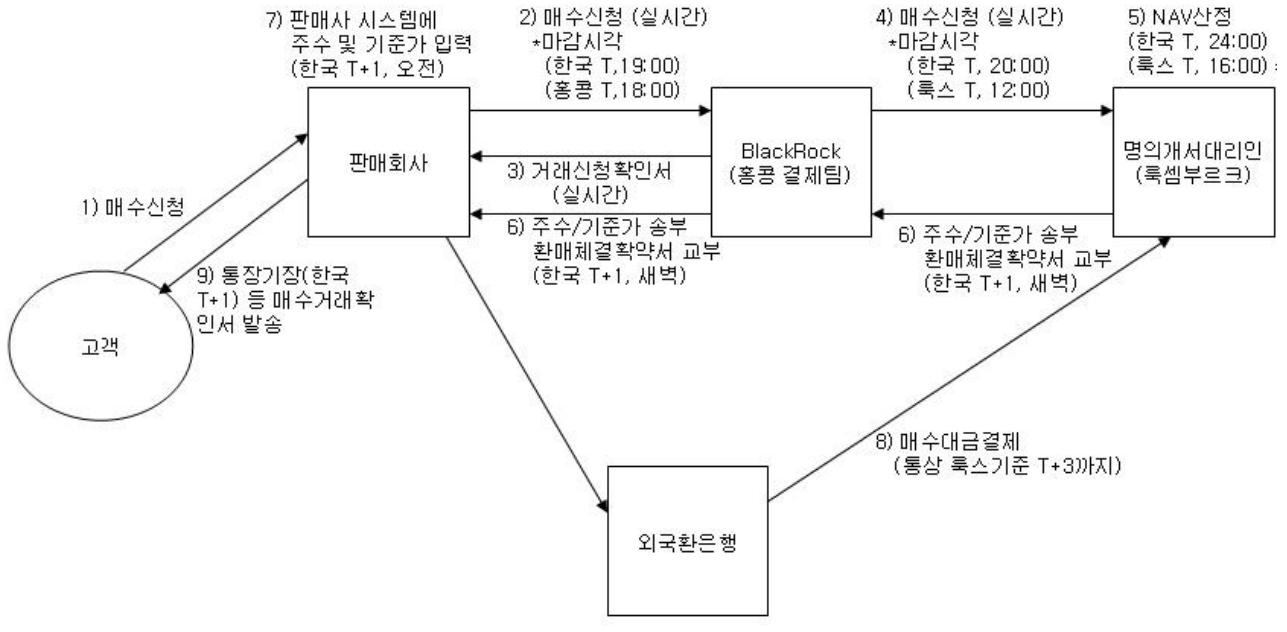 7) 판매사 시스템에
주수 및 기준가 입력
(한국 T+1, 오전)
2) 매수신청 (실시간)
*마감시각
(한국 T,19:00)
(홍콩 T,18:00)
4) 매수신청 (실시간)
*마감시각
(한국 T, 20:00)
(룩스 T, 12:00)
5) NAV산정
(한국 T, 24:00)
(룩스 T, 16:00) *
판매회사
BlackRock
(홍콩 결제팀)
명의개서대리인
(룩셈부르크)
3) 거래신청확인서
(실시간)
1) 매수신청
6) 주수/기준가 송부
환매체결확약서 교부
(한국 T+1, 새벽)
6) 주수/기준가 송부
환매체결확약서 교부
(한국 T+1, 새벽)
9) 통장기장(한국
T+1) 등 매수거래확
인서 발송
고객
8) 매수대금결제
(통상 룩스기준 T+3)까지)
외국환은행